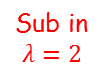 Sub in
λ = 2